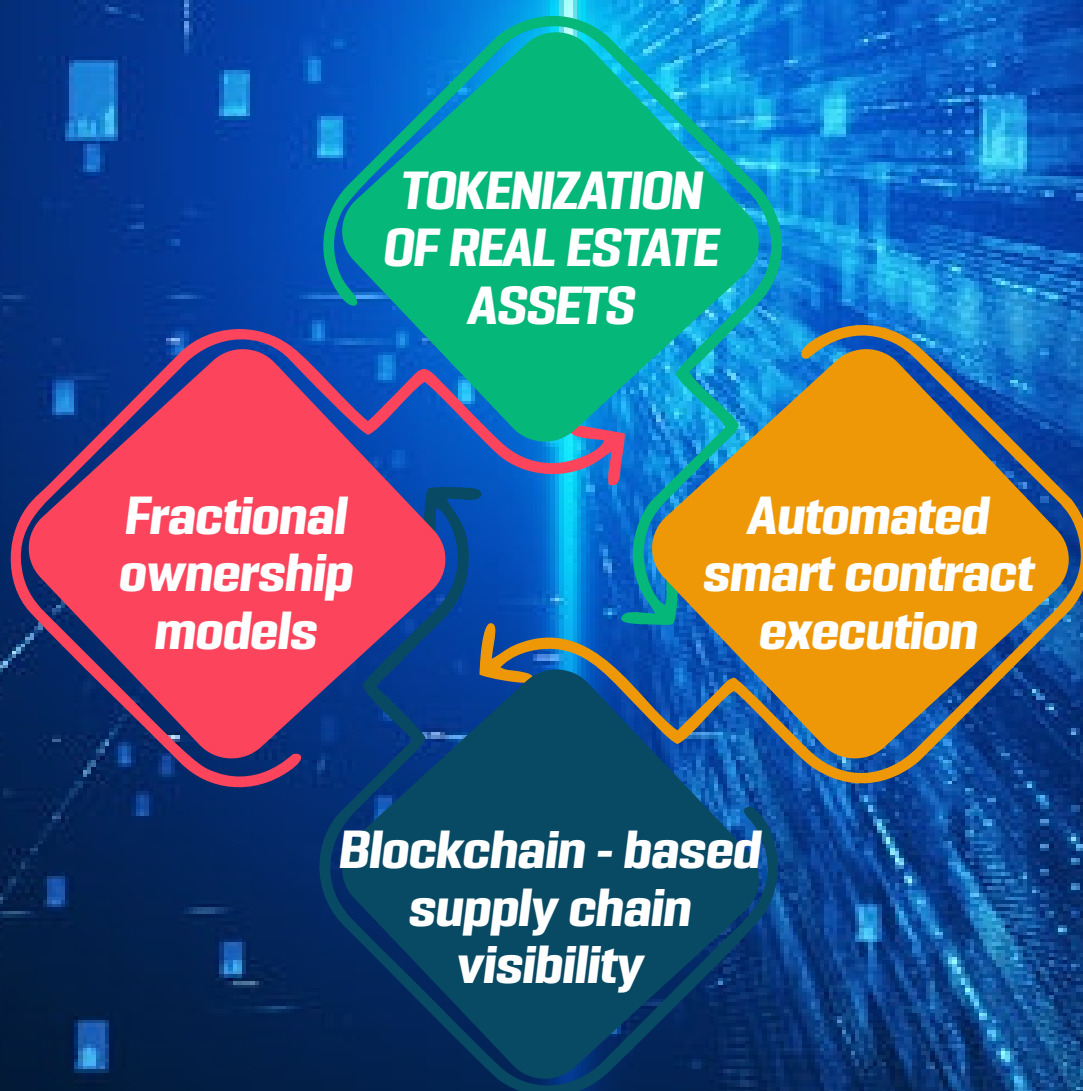 TOKENIZATION
OF REAL ESTATE
ASSETS
Fractional
ownership
models
Automated
smart contract
execution
Blockchain - based
supply chain
visibility